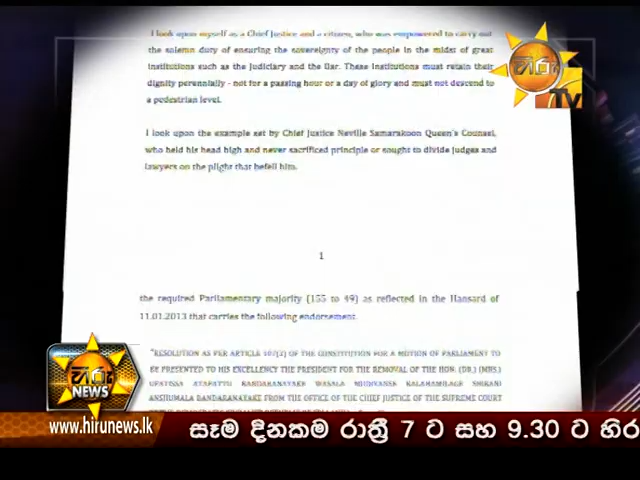 I look upon myself as a Chief Justice and a citizen, who was empowered to carry out
the solemn duty of ensuring the sovereignty of the people in the midst of great
institutions such as the Judiciary and the Bar. These Institutions must retain their
dignity perennially - not for a passing hour or a day of glory and must not descend to
a pedestrian level.
I look upon the example set by Chief Justice Neville Samarakoon Queen's Counsel,
who held his head high and never sacrificed principle or sought to divide judges and
lawyers on the plight that befell him.
1
the required Parliamentary majority (155 to 49) as reflected in the Hansard of
11.01.2013 that carries the following endorsement.
"RESOLUTION AS PER ARTICLE 107(2) OF THE CONSTITUTION FOR A MOTION OF PARLIAMENT TO
BE PRESENTED TO HIS EXCELLENCY THE PRESIDENT FOR THE REMOVAL OF THE HON. (DR.) (MRS.)
UPATISSA ATAPATTU BANDARANAYAKE WASALA MUDIYANSE RALAHAMILAGE SHIRANI
ANSHUMALA BANDARANAYAKE FROM THE OFFICE OF THE CHIEF JUSTICE OF THE SUPREME COURT
හිරු
Tv
හිරු
NEWS
www.hirunews.lk
සෑම දිනකම රාත්‍රී 7 ට සහ 9.30 ට හිර